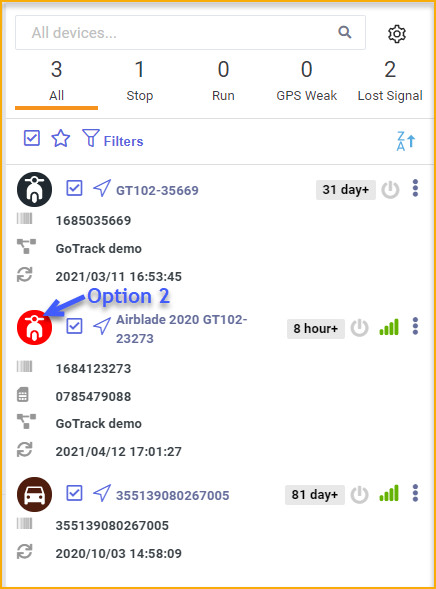 All devices...
3 1 0 0 2
All Stop Run GPS Weak Lost Signal
Filters
Z
A
GT102-35669 31 day+
1685035669
GoTrack demo
2021/03/11 16:53:45
Option 2
Airblade 2020 GT102-
23273
8 hour+
1684123273
0785479088
GoTrack demo
2021/04/12 17:01:27
355139080267005 81 day+
355139080267005
2020/10/03 14:58:09